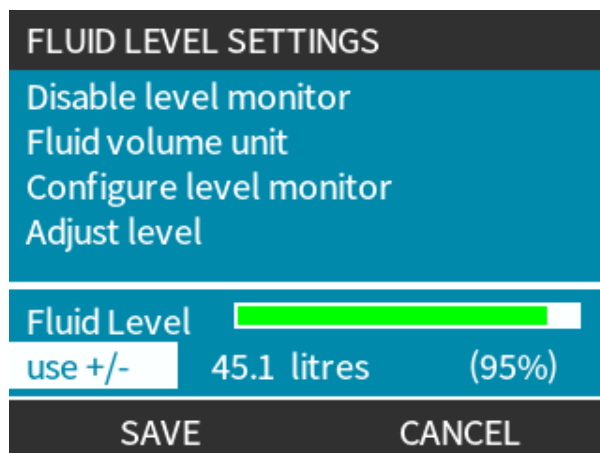 FLUID LEVEL SETTINGS
Disable level monitor
Fluid volume unit
Configure level monitor
Adjust level
Fluid Level
use +/- 45.1 litres (95%)
SAVE CANCEL